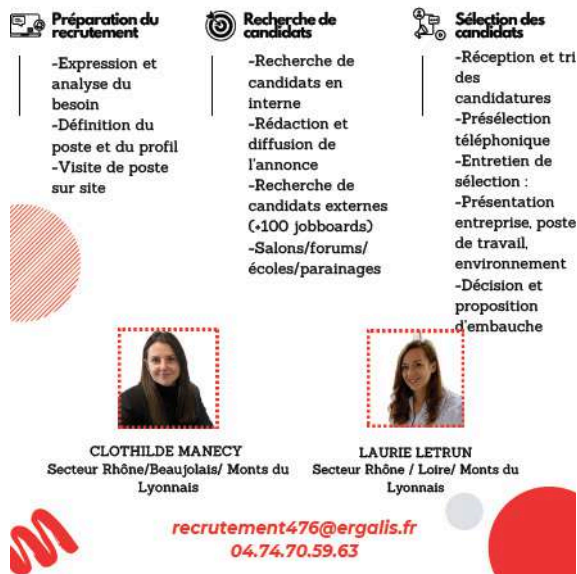 Préparation du
recrutement
-Expression et
analyse du
besoin
-Définition du
poste et du profil
-Visite de poste
sur site
Recherche de
candidats
-Recherche de
candidats en
interne
-Rédaction et
diffusion de
l'annonce
-Recherche de
candidats externes
(+100 jobboards)
-Salons/forums/
écoles/parainages
Sélection des
candidats
-Réception et tri
des
candidatures
-Présélection
téléphonique
-Entretien de
sélection :
-Présentation
entreprise, poste
de travail,
environnement
-Décision et
proposition
d'embauche
CLOTHILDE MANECY
Secteur Rhône/Beaujolais/ Monts du
Lyonnais
LAURIE LETRUN
Secteur Rhône / Loire/ Monts du
Lyonnais
recrutement476@ergalis.fr
04.74.70.59.63